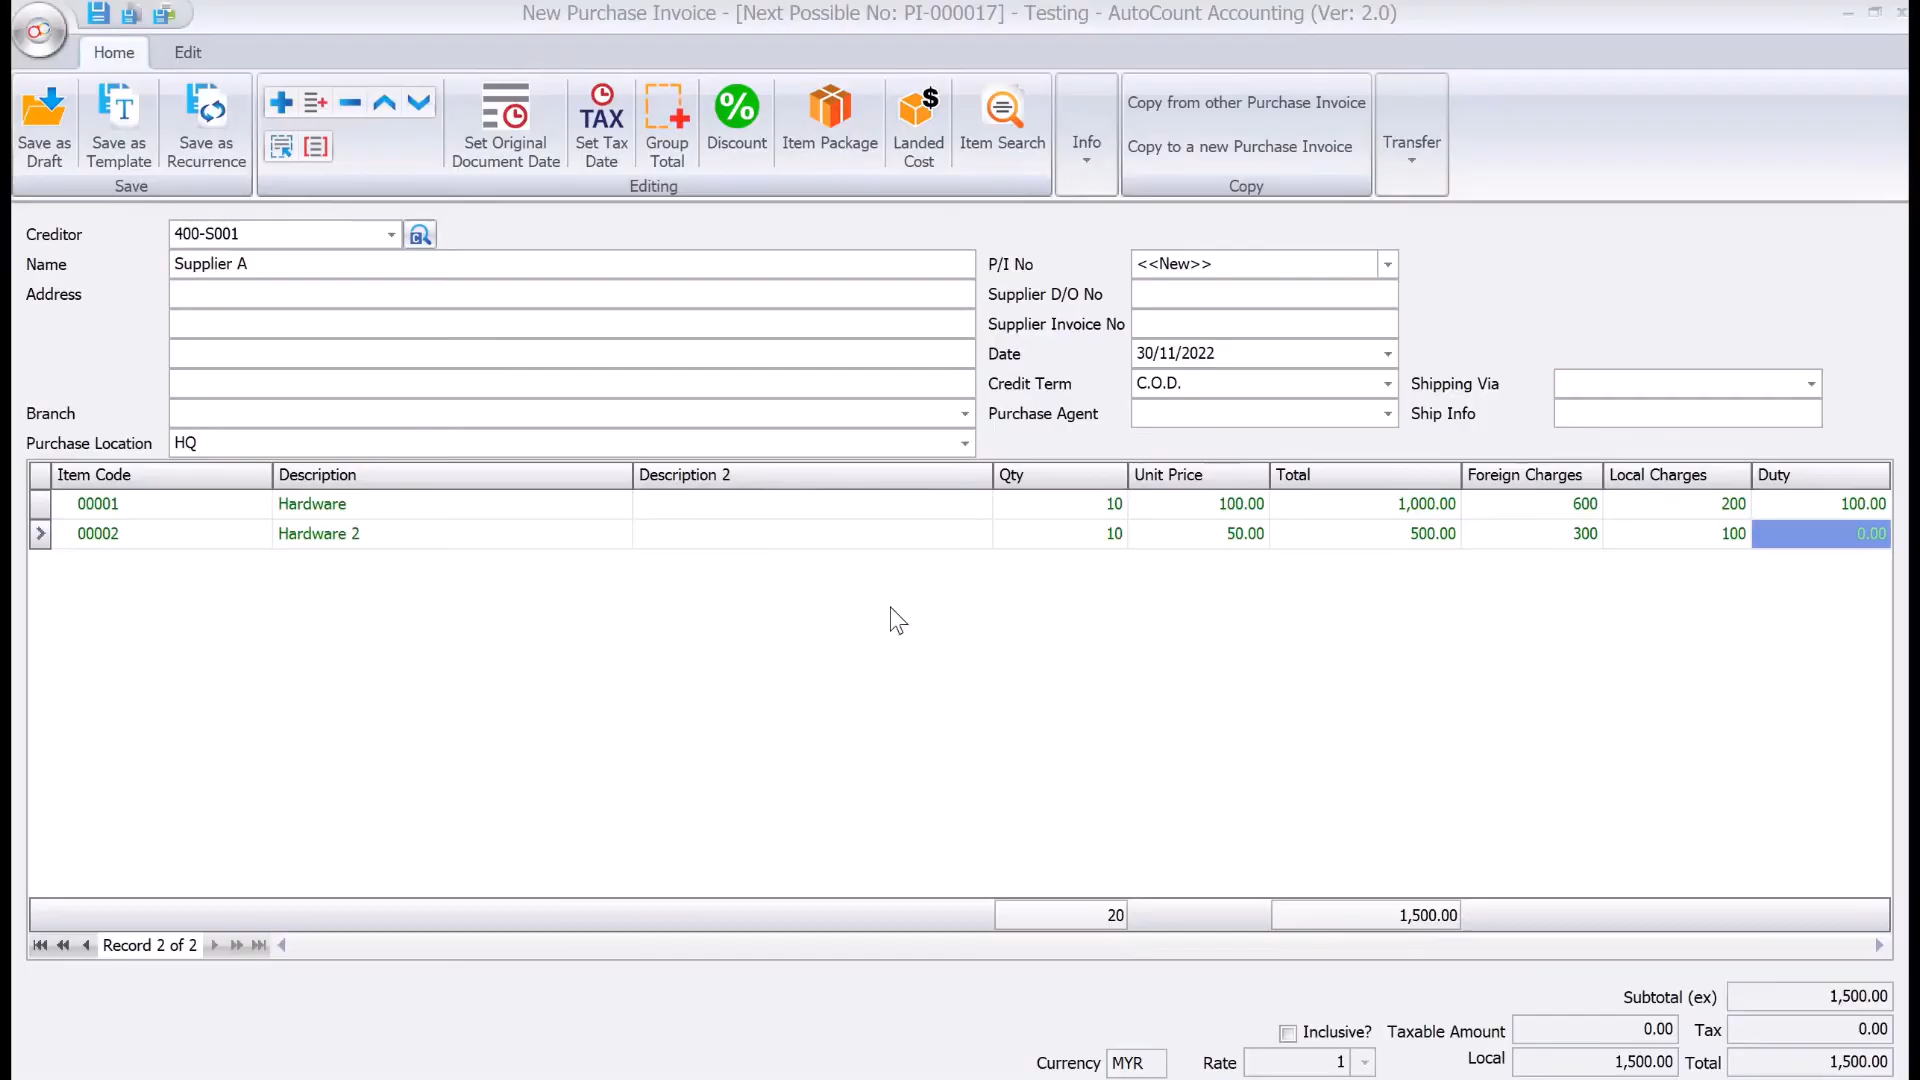 New Purchase Invoice - [Next Possible No: PI-000017] - Testing - AutoCount Accounting (Ver: 2.0)
Home Edit
Save as Draft
Save as Template
Save as Recurrence
Save
Set Original Document Date
TAX
Set Tax Date
Group Total
%
Discount
Item Package
$
Landed Cost
Item Search
Editing
Info
Copy from other Purchase Invoice
Copy to a new Purchase Invoice
Copy
Transfer
Creditor 400-S001
Name Supplier A P/I No <<New>>
Address Supplier D/O No
Supplier Invoice No
Date 30/11/2022
Credit Term C.O.D. Shipping Via
Branch Purchase Agent Ship Info
Purchase Location HQ
Item Code Description Description 2 Qty Unit Price Total Foreign Charges Local Charges Duty
00001 Hardware 10 100.00 1,000.00 600 200 100.00
00002 Hardware 2 10 50.00 500.00 300 100 0.00
20 1,500.00
Record 2 of 2
Subtotal (ex) 1,500.00
Inclusive? Taxable Amount 0.00 Tax 0.00
Currency MYR Rate 1 Local 1,500.00 Total 1,500.00